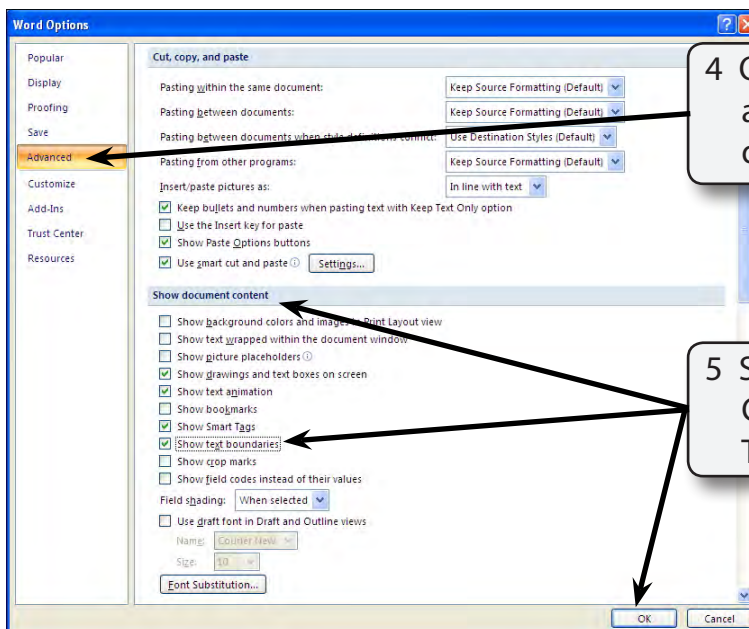 Word Options
Popular
Display
Proofing
Save
Advanced
Customize
Add-Ins
Trust Center
Resources
Cut, copy, and paste
Pasting within the same document: Keep Source Formatting (Default)
Pasting between documents: Keep Source Formatting (Default)
Pasting between documents when style definitions conflict: Use Destination Styles (Default)
Pasting from other programs: Keep Source Formatting (Default)
Insert/paste pictures as: In line with text
Keep bullets and numbers when pasting text with Keep Text Only option
Use the Insert key for paste
Show Paste Options buttons
Use smart cut and paste Settings...
Show document content
Show background colors and images in Print Layout view
Show text wrapped within the document window
Show picture placeholders
Show drawings and text boxes on screen
Show text animation
Show bookmarks
Show Smart Tags
Show text boundaries
Show crop marks
Show field codes instead of their values
Field shading: When selected
Use draft font in Draft and Outline views
Name: Courier New
Size: 10
Font Substitution...
OK Cancel
4
5